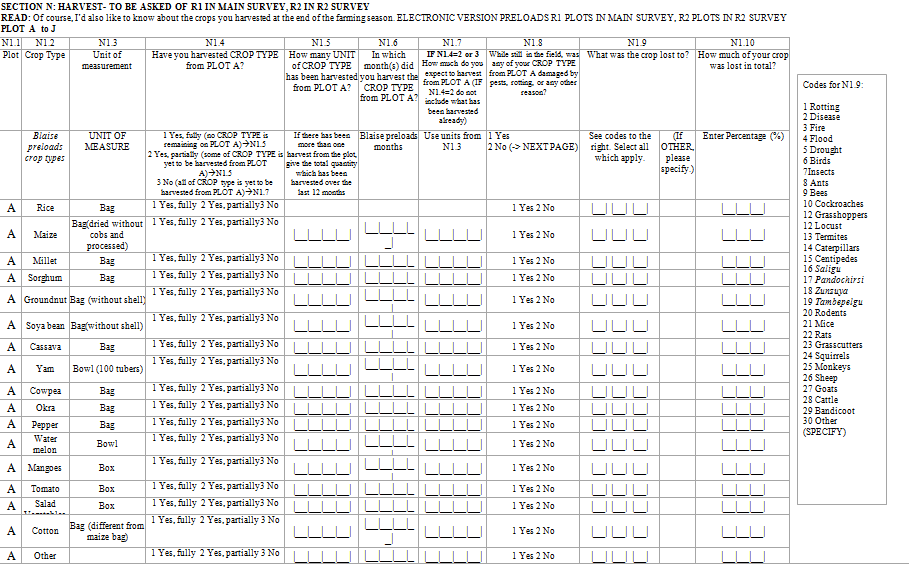 SECTION N: HARVEST- TO BE ASKED OF R1 IN MAIN SURVEY, R2 IN R2 SURVEY
READ: Of course, I'd also like to know about the crops you harvested at the end of the farming season. ELECTRONIC VERSION PRELOADS R1 PLOTS IN MAIN SURVEY, R2 PLOTS IN R2 SURVEY
PLOT A to J
N1.1 N1.2 N1.3 N1.4 N1.5 N1.6 N1.7 N1.8 N1.9 N1.10
Plot
Crop Type
Unit of
measurement
Have you harvested CROP TYPE
from PLOT A?
How many UNIT
of CROP TYPE
has been harvested
from PLOT A?
In which
month(s) did
you harvest the
CROP TYPE
from PLOT A?
IF N1.4=2 or 3
How much do you
expect to harvest
from PLOT A (IF
N1.4=2 do not
include what has
been harvested
already)
While still in the field, was
any of your CROP TYPE
from PLOT A damaged by
pests, rotting, or any other
reason?
What was the crop lost to?
How much of your crop
was lost in total?
Blaise
preloads
crop types
UNIT OF
MEASURE
1 Yes, fully (no CROP TYPE is
remaining on PLOT A)→N1.5
2 Yes, partially (some of CROP TYPE is
yet to be harvested from PLOT
A)→N1.5
3 No (all of CROP type is yet to be
harvested from PLOT A)→N1.7
If there has been
more than one
harvest from the plot,
give the total quantity
which has been
harvested over the
last 12 months
Blaise preloads
months
Use units from
N1.3
1 Yes
2 No (-> NEXT PAGE)
See codes to the
right. Select all
which apply.
(If
OTHER,
please
specify.)
Enter Percentage (%)
A Rice Bag 1 Yes, fully 2 Yes, partially3 No 1 Yes 2 No
A Maize Bag(dried without
cobs and
processed) 1 Yes, fully 2 Yes, partially3 No 1 Yes 2 No
A Millet Bag 1 Yes, fully 2 Yes, partially3 No 1 Yes 2 No
A Sorghum Bag 1 Yes, fully 2 Yes, partially3 No 1 Yes 2 No
A Groundnut Bag (without shell) 1 Yes, fully 2 Yes, partially3 No 1 Yes 2 No
A Soya bean Bag(without shell) 1 Yes, fully 2 Yes, partially3 No 1 Yes 2 No
A Cassava Bag 1 Yes, fully 2 Yes, partially3 No 1 Yes 2 No
A Yam Bowl (100 tubers) 1 Yes, fully 2 Yes, partially3 No 1 Yes 2 No
A Cowpea Bag 1 Yes, fully 2 Yes, partially3 No 1 Yes 2 No
A Okra Bag 1 Yes, fully 2 Yes, partially3 No 1 Yes 2 No
A Pepper Bag 1 Yes, fully 2 Yes, partially3 No 1 Yes 2 No
A Water
melon Bowl 1 Yes, fully 2 Yes, partially3 No 1 Yes 2 No
A Mangoes Box 1 Yes, fully 2 Yes, partially3 No 1 Yes 2 No
A Tomato Box 1 Yes, fully 2 Yes, partially3 No 1 Yes 2 No
A Salad Box 1 Yes, fully 2 Yes, partially3 No 1 Yes 2 No
A Cotton Bag (different from
maize bag) 1 Yes, fully 2 Yes, partially 3 No 1 Yes 2 No
A Other 1 Yes, fully 2 Yes, partially 3 No 1 Yes 2 No
Codes for N1.9:
1 Rotting
2 Disease
3 Fire
4 Flood
5 Drought
6 Birds
7Insects
8 Ants
9 Bees
10 Cockroaches
12 Grasshoppers
12 Locust
13 Termites
14 Caterpillars
15 Centipedes
16 Saligu
17 Pandochirsi
18 Zunzuya
19 Tambepelgu
20 Rodents
21 Mice
22 Rats
23 Grasscutters
24 Squirrels
25 Monkeys
26 Sheep
27 Goats
28 Cattle
29 Bandicoot
30 Other
(SPECIFY)